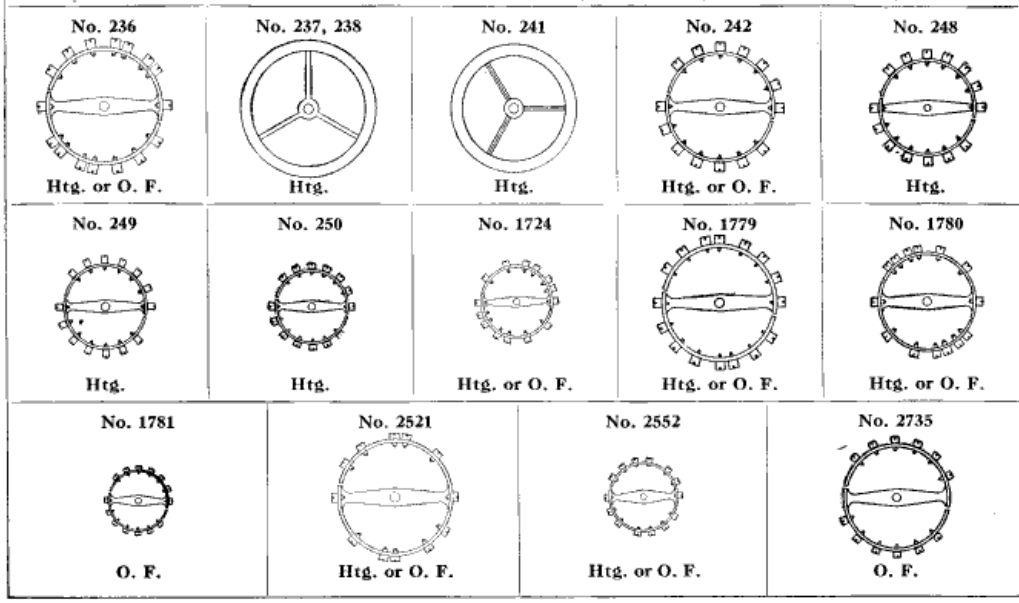 No. 236
No. 237, 238
No. 241
No. 242
No. 248
Htg. or O. F.
Htg.
Htg.
Htg. or O. F.
Htg.
No. 249
No. 250
No. 1724
No. 1779
No. 1780
Htg.
Htg.
Htg. or O. F.
Htg. or O. F.
Htg. or O. F.
No. 1781
No. 2521
No. 2552
No. 2735
O. F.
Htg. or O. F.
Htg. or O. F.
O. F.